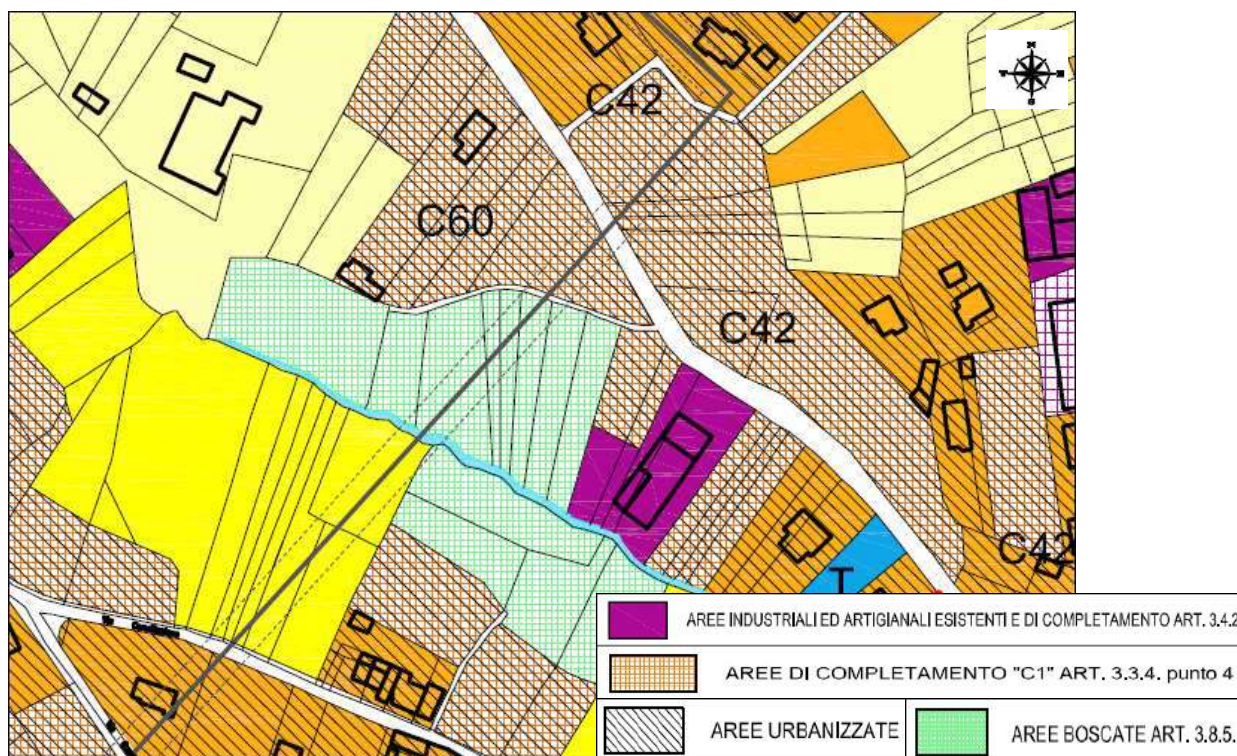 C42
C60
C42
C42
T
AREE INDUSTRIALI ED ARTIGIANALI ESISTENTI E DI COMPLETAMENTO ART. 3.4.2
AREE DI COMPLETAMENTO "C1" ART. 3.3.4. punto 4
AREE URBANIZZATE
AREE BOSCATE ART. 3.8.5.